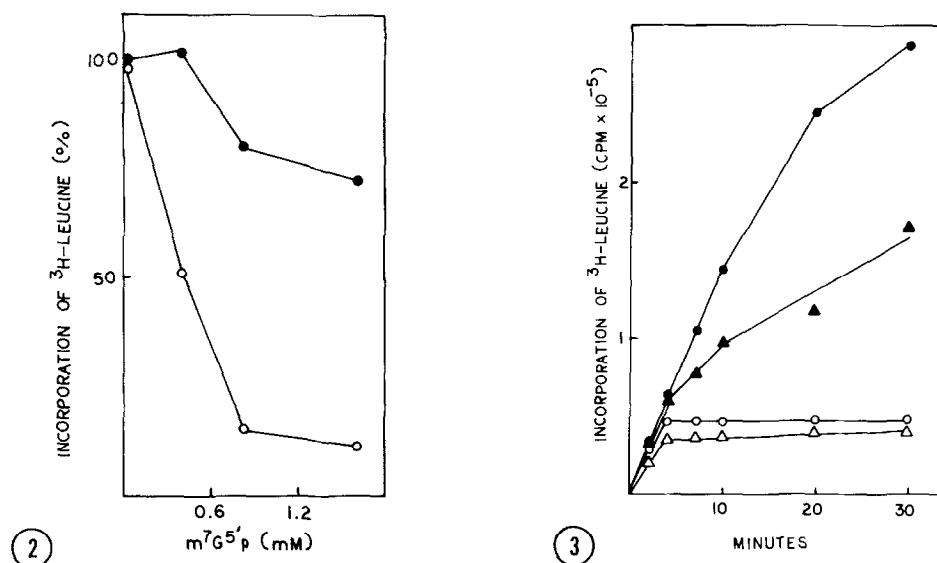 INCORPORATION OF ³H-LEUCINE (%)
100
50
0.6 1.2
m⁷G⁵'p (mM)
2
INCORPORATION OF ³H-LEUCINE (CPM × 10⁻⁵)
2
1
10 20 30
MINUTES
3